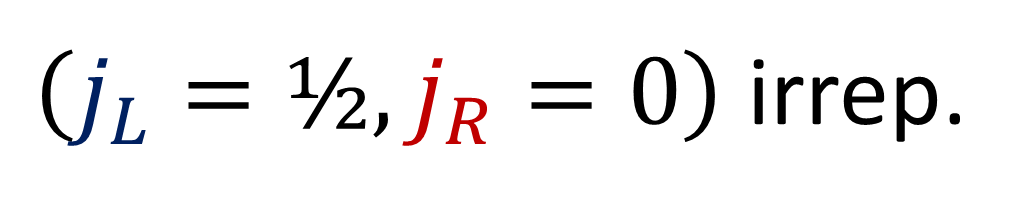 (j_L = ½, j_R = 0) irrep.